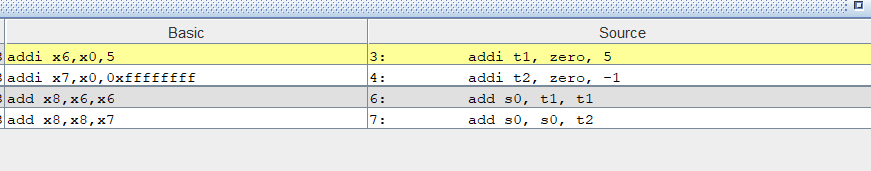 Basic Source
addi x6,x0,5 3: addi t1, zero, 5
addi x7,x0,0xffffffff 4: addi t2, zero, -1
add x8,x6,x6 6: add s0, t1, t1
add x8,x8,x7 7: add s0, s0, t2